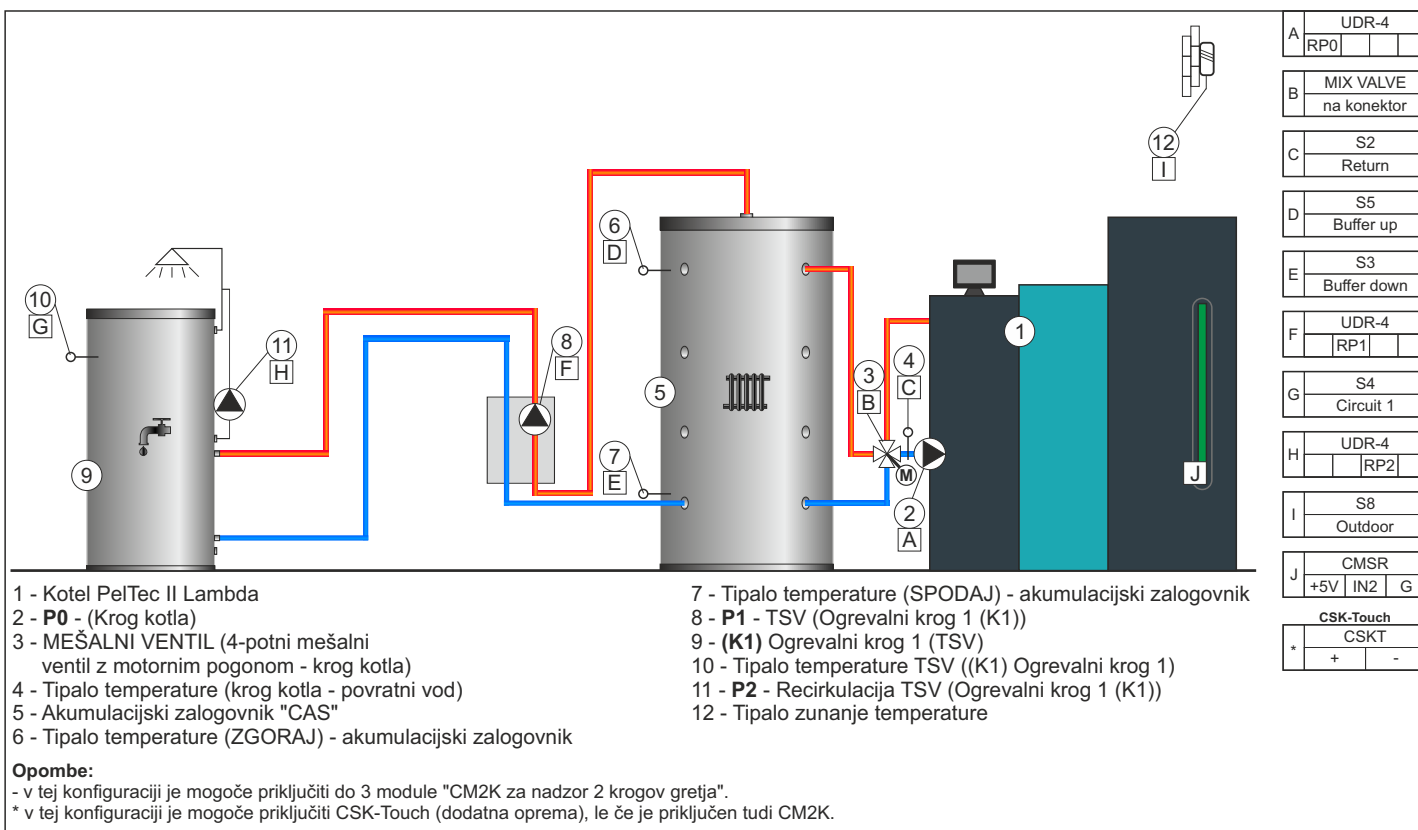 12
I
6
D
10
G
11
H
8
F
1
4
C
3
B
5
9
7
E
M
J
2
A
1 - Kotel PelTec II Lambda
2 - P0 - (Krog kotla)
3 - MEŠALNI VENTIL (4-potni mešalni
ventil z motornim pogonom - krog kotla)
4 - Tipalo temperature (krog kotla - povratni vod)
5 - Akumulacijski zalogovnik "CAS"
6 - Tipalo temperature (ZGORAJ) - akumulacijski zalogovnik
7 - Tipalo temperature (SPODAJ) - akumulacijski zalogovnik
8 - P1 - TSV (Ogrevalni krog 1 (K1))
9 - (K1) Ogrevalni krog 1 (TSV)
10 - Tipalo temperature TSV ((K1) Ogrevalni krog 1)
11 - P2 - Recirkulacija TSV (Ogrevalni krog 1 (K1))
12 - Tipalo zunanje temperature
Opombe:
- v tej konfiguraciji je mogoče priključiti do 3 module "CM2K za nadzor 2 krogov gretja".
* v tej konfiguraciji je mogoče priključiti CSK-Touch (dodatna oprema), le če je priključen tudi CM2K.
A UDR-4
RP0
B MIX VALVE
na konektor
C S2
Return
D S5
Buffer up
E S3
Buffer down
F UDR-4
RP1
G S4
Circuit 1
H UDR-4
RP2
I S8
Outdoor
J CMSR
+5V IN2 G
CSK-Touch
* CSKT
+ -